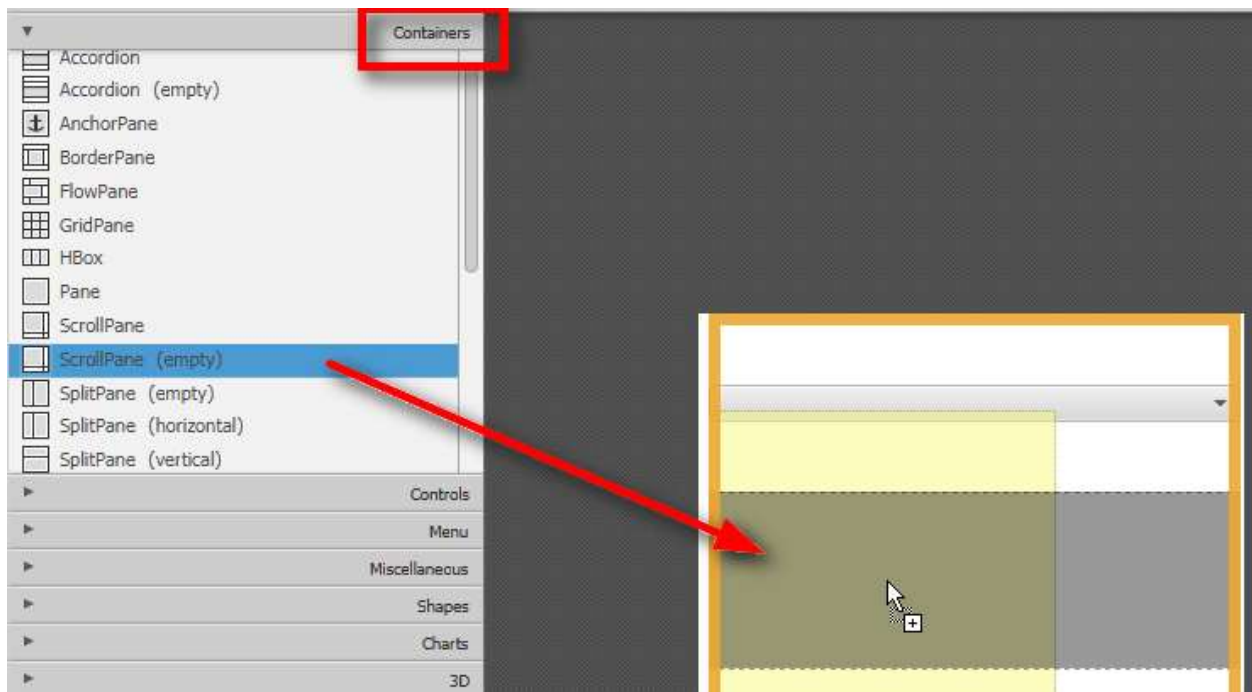 Containers
Accordion
Accordion (empty)
AnchorPane
BorderPane
FlowPane
GridPane
HBox
Pane
ScrollPane
ScrollPane (empty)
SplitPane (empty)
SplitPane (horizontal)
SplitPane (vertical)
Controls
Menu
Miscellaneous
Shapes
Charts
3D